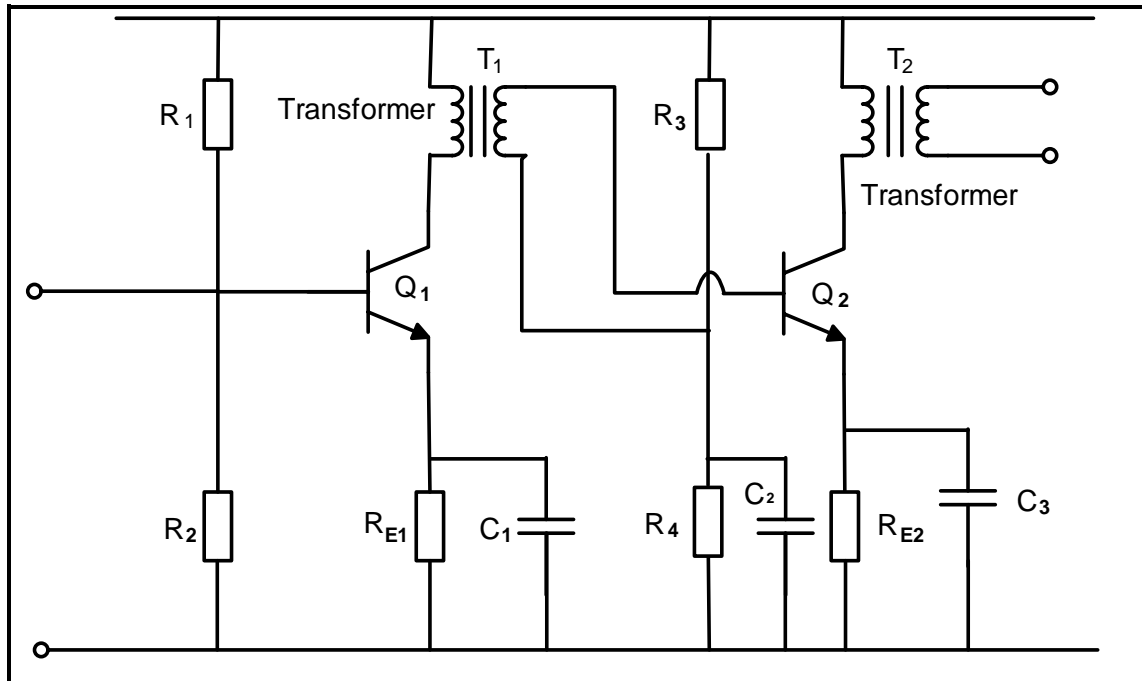 T1
T2
R1
Transformer
R3
Transformer
Q1
Q2
R2
RE1
C1
R4
C2
RE2
C3